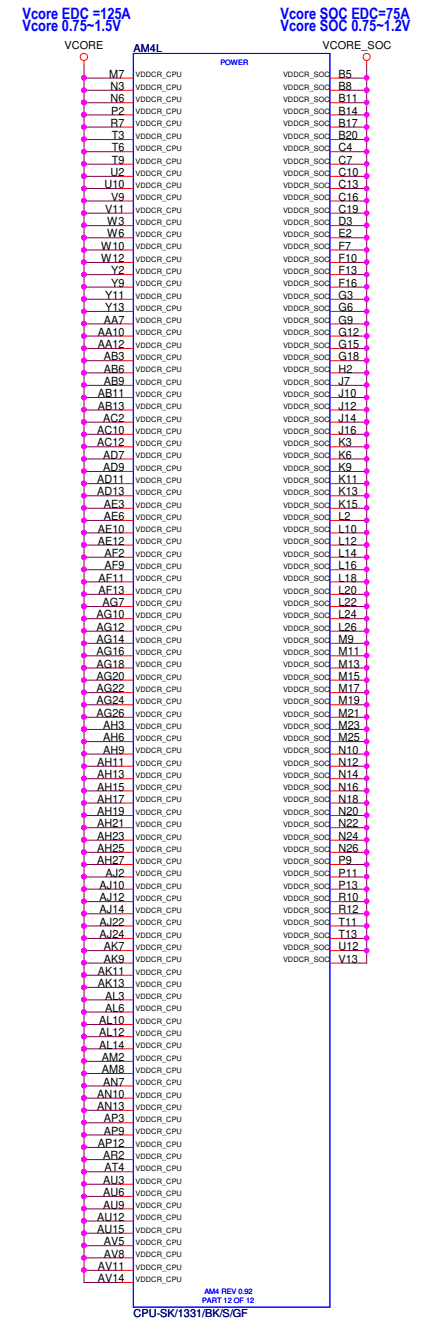 Vcore EDC =125A
Vcore 0.75~1.5V
Vcore SOC EDC=75A
Vcore SOC 0.75~1.2V
VCORE
AM4L
VCORE_SOC
POWER
M7 VDDCR_CPU VDDCR_SOC B5
N3 VDDCR_CPU VDDCR_SOC B8
N6 VDDCR_CPU VDDCR_SOC B11
P2 VDDCR_CPU VDDCR_SOC B14
R7 VDDCR_CPU VDDCR_SOC B17
T3 VDDCR_CPU VDDCR_SOC B20
T6 VDDCR_CPU VDDCR_SOC C4
T9 VDDCR_CPU VDDCR_SOC C7
U2 VDDCR_CPU VDDCR_SOC C10
U10 VDDCR_CPU VDDCR_SOC C13
V9 VDDCR_CPU VDDCR_SOC C16
V11 VDDCR_CPU VDDCR_SOC C19
W3 VDDCR_CPU VDDCR_SOC D3
W6 VDDCR_CPU VDDCR_SOC E2
W10 VDDCR_CPU VDDCR_SOC F7
W12 VDDCR_CPU VDDCR_SOC F10
Y2 VDDCR_CPU VDDCR_SOC F13
Y9 VDDCR_CPU VDDCR_SOC F16
Y11 VDDCR_CPU VDDCR_SOC G3
Y13 VDDCR_CPU VDDCR_SOC G6
AA7 VDDCR_CPU VDDCR_SOC G9
AA10 VDDCR_CPU VDDCR_SOC G12
AA12 VDDCR_CPU VDDCR_SOC G15
AB3 VDDCR_CPU VDDCR_SOC G18
AB6 VDDCR_CPU VDDCR_SOC H2
AB9 VDDCR_CPU VDDCR_SOC J7
AB11 VDDCR_CPU VDDCR_SOC J10
AB13 VDDCR_CPU VDDCR_SOC J12
AC2 VDDCR_CPU VDDCR_SOC J14
AC10 VDDCR_CPU VDDCR_SOC J16
AC12 VDDCR_CPU VDDCR_SOC K3
AD7 VDDCR_CPU VDDCR_SOC K6
AD9 VDDCR_CPU VDDCR_SOC K9
AD11 VDDCR_CPU VDDCR_SOC K11
AD13 VDDCR_CPU VDDCR_SOC K13
AE3 VDDCR_CPU VDDCR_SOC K15
AE6 VDDCR_CPU VDDCR_SOC L2
AE10 VDDCR_CPU VDDCR_SOC L10
AE12 VDDCR_CPU VDDCR_SOC L12
AF2 VDDCR_CPU VDDCR_SOC L14
AF9 VDDCR_CPU VDDCR_SOC L16
AF11 VDDCR_CPU VDDCR_SOC L18
AF13 VDDCR_CPU VDDCR_SOC L20
AG7 VDDCR_CPU VDDCR_SOC L22
AG10 VDDCR_CPU VDDCR_SOC L24
AG12 VDDCR_CPU VDDCR_SOC L26
AG14 VDDCR_CPU VDDCR_SOC M9
AG16 VDDCR_CPU VDDCR_SOC M11
AG18 VDDCR_CPU VDDCR_SOC M13
AG20 VDDCR_CPU VDDCR_SOC M15
AG22 VDDCR_CPU VDDCR_SOC M17
AG24 VDDCR_CPU VDDCR_SOC M19
AG26 VDDCR_CPU VDDCR_SOC M21
AH3 VDDCR_CPU VDDCR_SOC M23
AH6 VDDCR_CPU VDDCR_SOC M25
AH9 VDDCR_CPU VDDCR_SOC N10
AH11 VDDCR_CPU VDDCR_SOC N12
AH13 VDDCR_CPU VDDCR_SOC N14
AH15 VDDCR_CPU VDDCR_SOC N16
AH17 VDDCR_CPU VDDCR_SOC N18
AH19 VDDCR_CPU VDDCR_SOC N20
AH21 VDDCR_CPU VDDCR_SOC N22
AH23 VDDCR_CPU VDDCR_SOC N24
AH25 VDDCR_CPU VDDCR_SOC N26
AH27 VDDCR_CPU VDDCR_SOC P9
AJ2 VDDCR_CPU VDDCR_SOC P11
AJ10 VDDCR_CPU VDDCR_SOC P13
AJ12 VDDCR_CPU VDDCR_SOC R10
AJ14 VDDCR_CPU VDDCR_SOC R12
AJ22 VDDCR_CPU VDDCR_SOC T11
AJ24 VDDCR_CPU VDDCR_SOC T13
AK7 VDDCR_CPU VDDCR_SOC U12
AK9 VDDCR_CPU VDDCR_SOC V13
AK11 VDDCR_CPU
AK13 VDDCR_CPU
AL3 VDDCR_CPU
AL6 VDDCR_CPU
AL10 VDDCR_CPU
AL12 VDDCR_CPU
AL14 VDDCR_CPU
AM2 VDDCR_CPU
AM8 VDDCR_CPU
AN7 VDDCR_CPU
AN10 VDDCR_CPU
AN13 VDDCR_CPU
AP3 VDDCR_CPU
AP9 VDDCR_CPU
AP12 VDDCR_CPU
AR2 VDDCR_CPU
AT4 VDDCR_CPU
AU3 VDDCR_CPU
AU6 VDDCR_CPU
AU9 VDDCR_CPU
AU12 VDDCR_CPU
AU15 VDDCR_CPU
AV5 VDDCR_CPU
AV8 VDDCR_CPU
AV11 VDDCR_CPU
AV14 VDDCR_CPU
AM4 REV 0.92
PART 12 OF 12
CPU-SK/1331/BK/S/GF